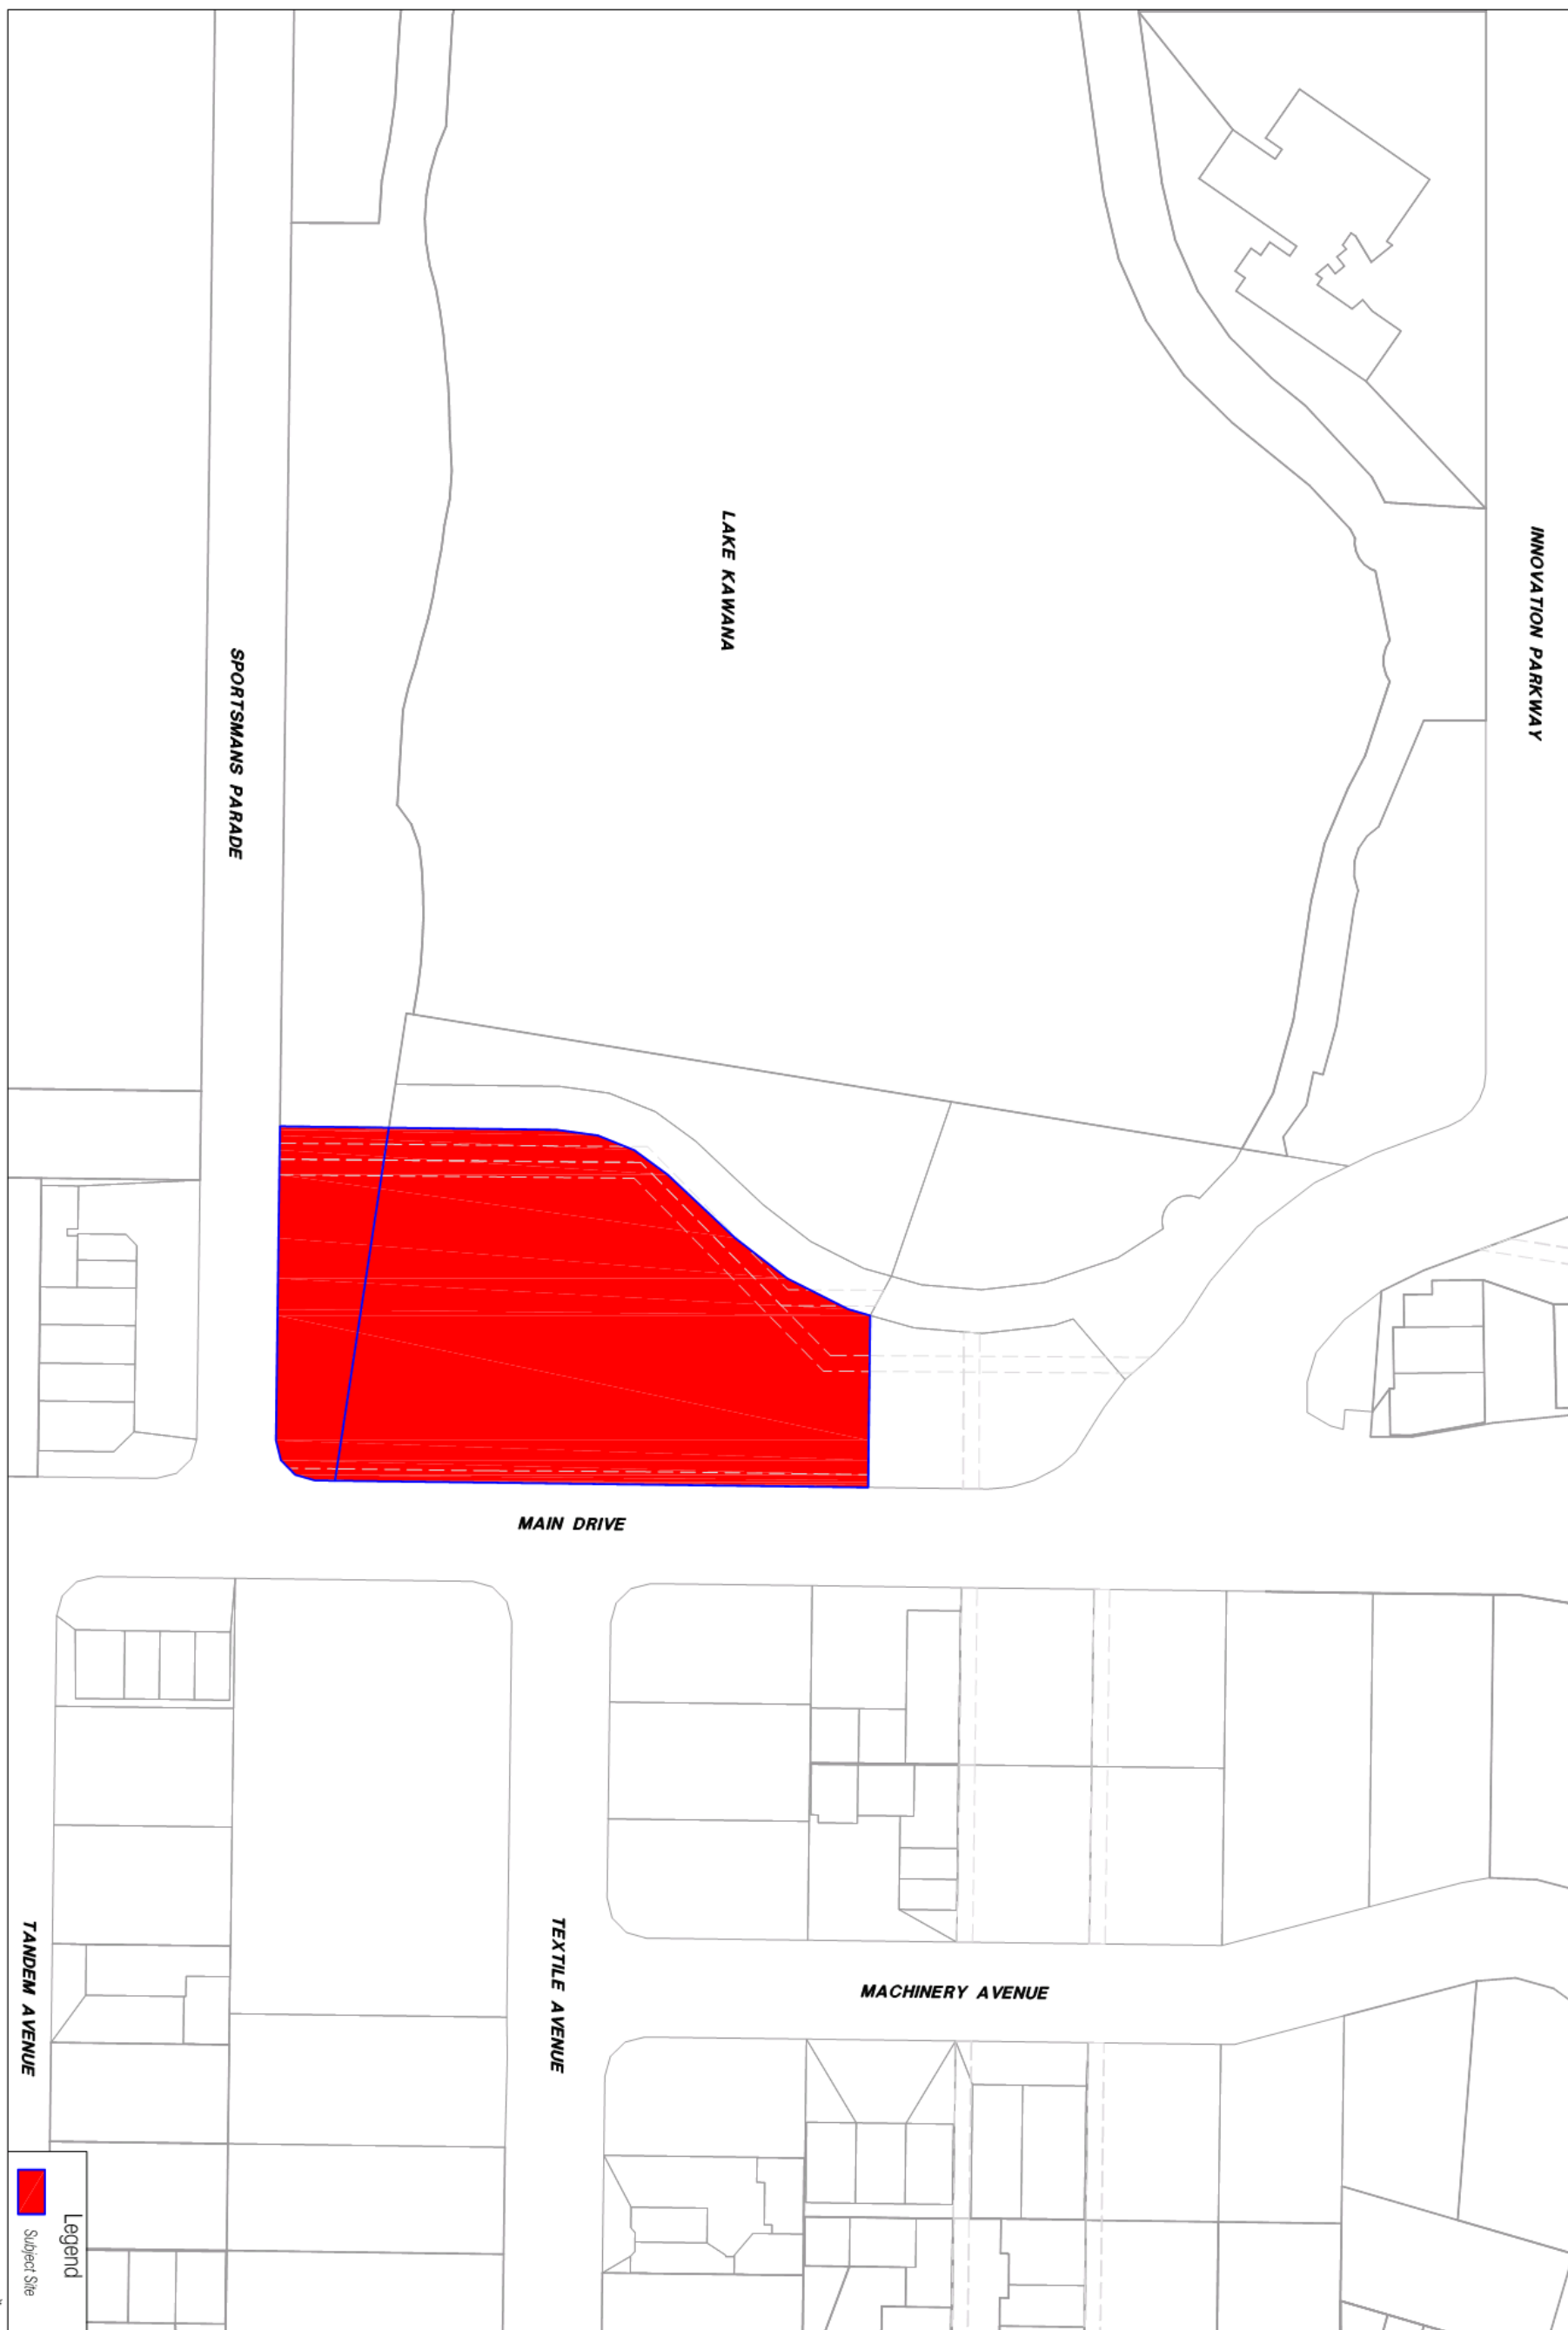 INNOVATION PARKWAY
LAKE KAWANA
SPORTSMANS PARADE
MAIN DRIVE
TEXTILE AVENUE
MACHINERY AVENUE
TANDEM AVENUE
Legend
Subject Site